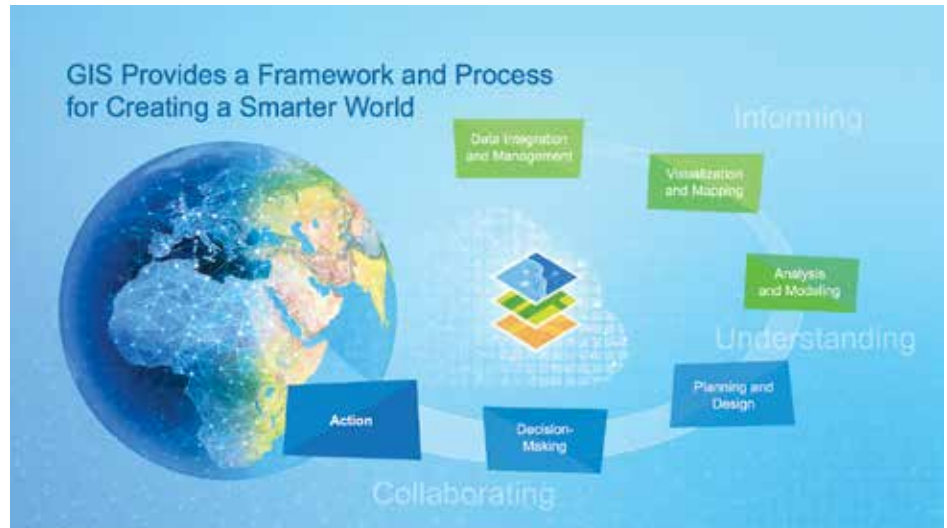 GIS Provides a Framework and Process
for Creating a Smarter World
Informing
Data Integration
and Management
Visualization
and Mapping
Analysis
and Modeling
Understanding
Planning and
Design
Decision-
Making
Action
Collaborating